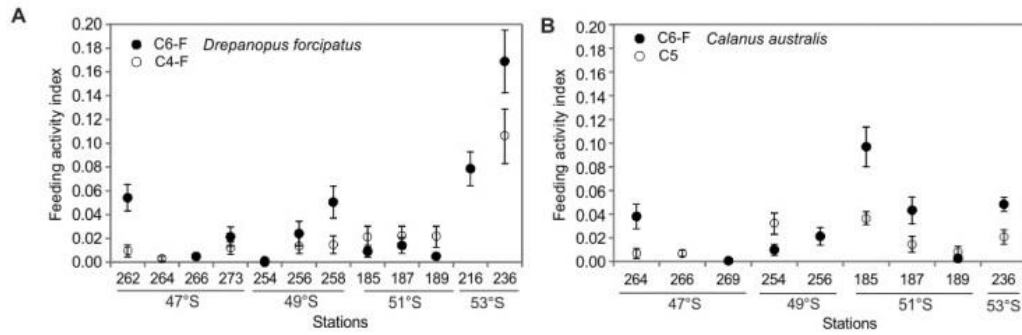 A
Feeding activity index
0.20
0.18
0.16
0.14
0.12
0.10
0.08
0.06
0.04
0.02
0.00
C6-F Drepanopus forcipatus
C4-F
262 264 266 273 254 256 258 185 187 189 216 236
47°S 49°S 51°S 53°S
Stations
B
Feeding activity index
0.20
0.18
0.16
0.14
0.12
0.10
0.08
0.06
0.04
0.02
0.00
C6-F Calanus australis
C5
264 266 269 254 256 185 187 189 236
47°S 49°S 51°S 53°S
Stations